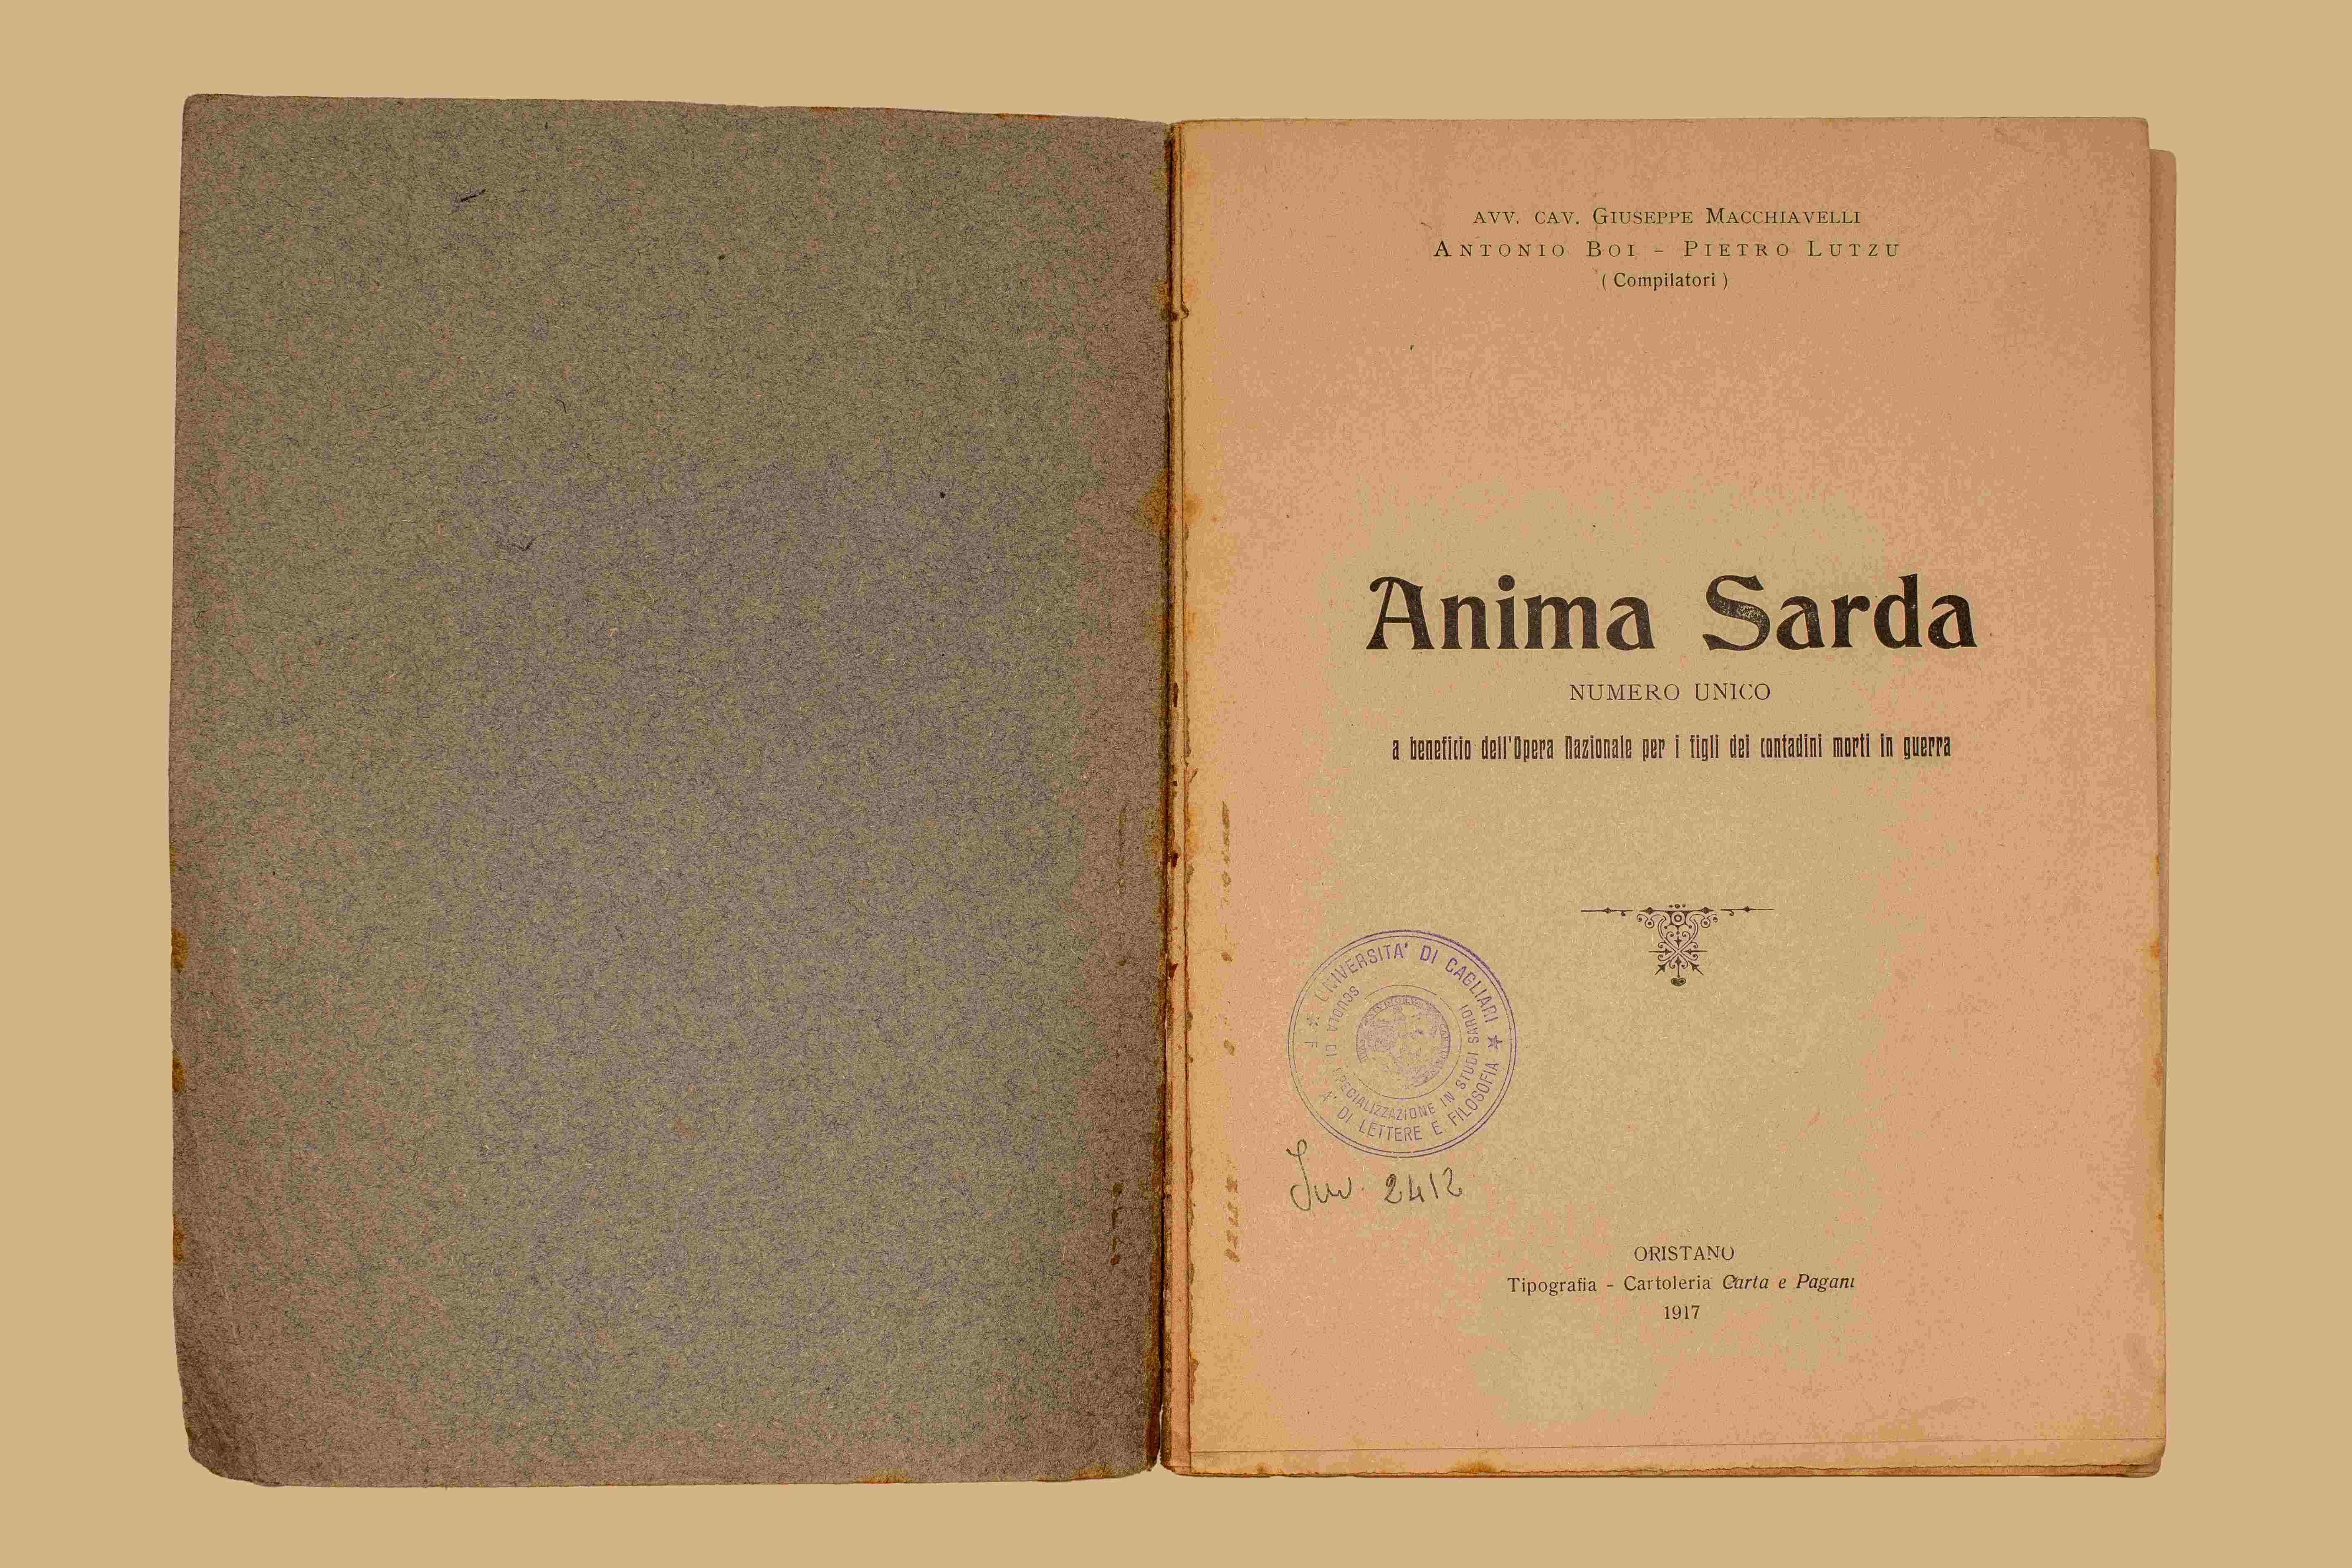 AVV. CAV. GIUSEPPE MACCHIAVELLI
ANTONIO BOI - PIETRO LUTZU
( Compilatori )
Anima Sarda
NUMERO UNICO
a beneficio dell'Opera Nazionale per i figli dei contadini morti in guerra
UNIVERSITA' DI CAGLIARI
F A' DI LETTERE E FILOSOFIA
SCUOLA DI SPECIALIZZAZIONE IN STUDI SARDI
Inv. 2412
ORISTANO
Tipografia - Cartoleria Carta e Pagani
1917